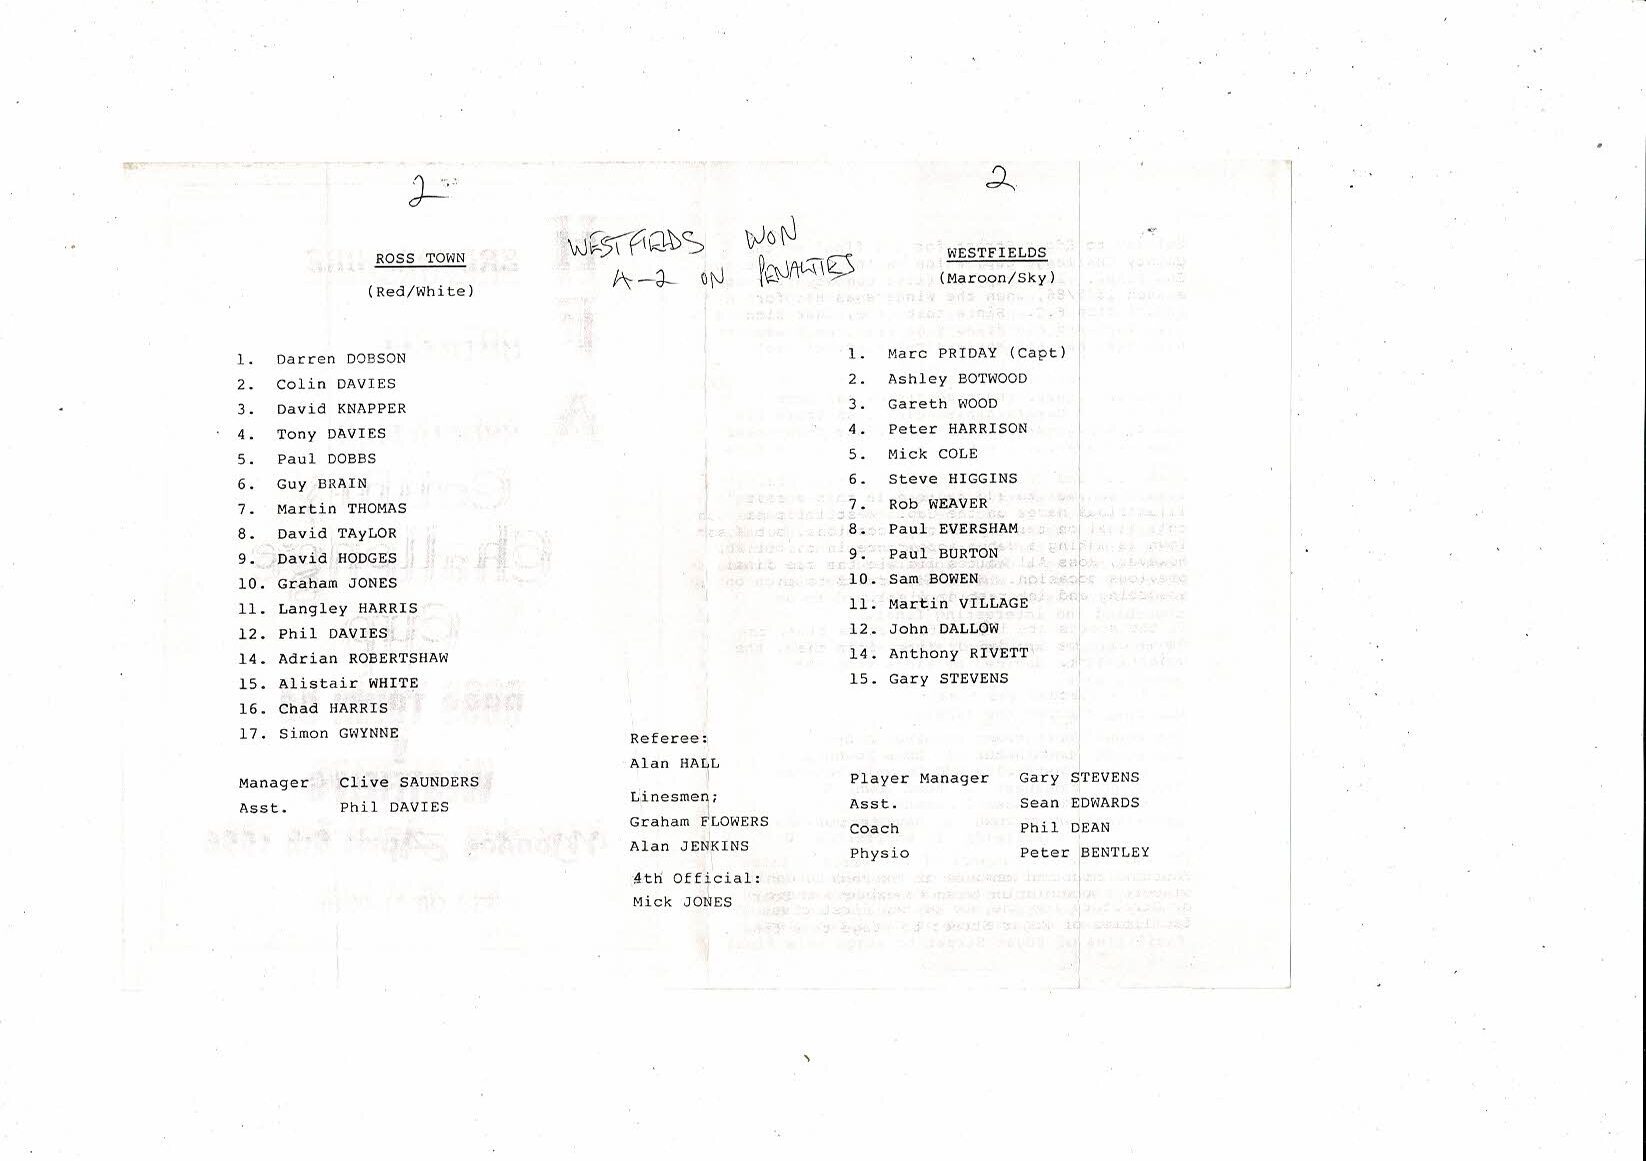 2
2
WESTFIELDS WON
4-2 ON PENALTIES
ROSS TOWN
(Red/White)
1. Darren DOBSON
2. Colin DAVIES
3. David KNAPPER
4. Tony DAVIES
5. Paul DOBBS
6. Guy BRAIN
7. Martin THOMAS
8. David TAyLOR
9. David HODGES
10. Graham JONES
11. Langley HARRIS
12. Phil DAVIES
14. Adrian ROBERTSHAW
15. Alistair WHITE
16. Chad HARRIS
17. Simon GWYNNE
Manager Clive SAUNDERS
Asst. Phil DAVIES
Referee:
Alan HALL
Linesmen;
Graham FLOWERS
Alan JENKINS
4th Official:
Mick JONES
WESTFIELDS
(Maroon/Sky)
1. Marc PRIDAY (Capt)
2. Ashley BOTWOOD
3. Gareth WOOD
4. Peter HARRISON
5. Mick COLE
6. Steve HIGGINS
7. Rob WEAVER
8. Paul EVERSHAM
9. Paul BURTON
10. Sam BOWEN
11. Martin VILLAGE
12. John DALLOW
14. Anthony RIVETT
15. Gary STEVENS
Player Manager Gary STEVENS
Asst. Sean EDWARDS
Coach Phil DEAN
Physio Peter BENTLEY